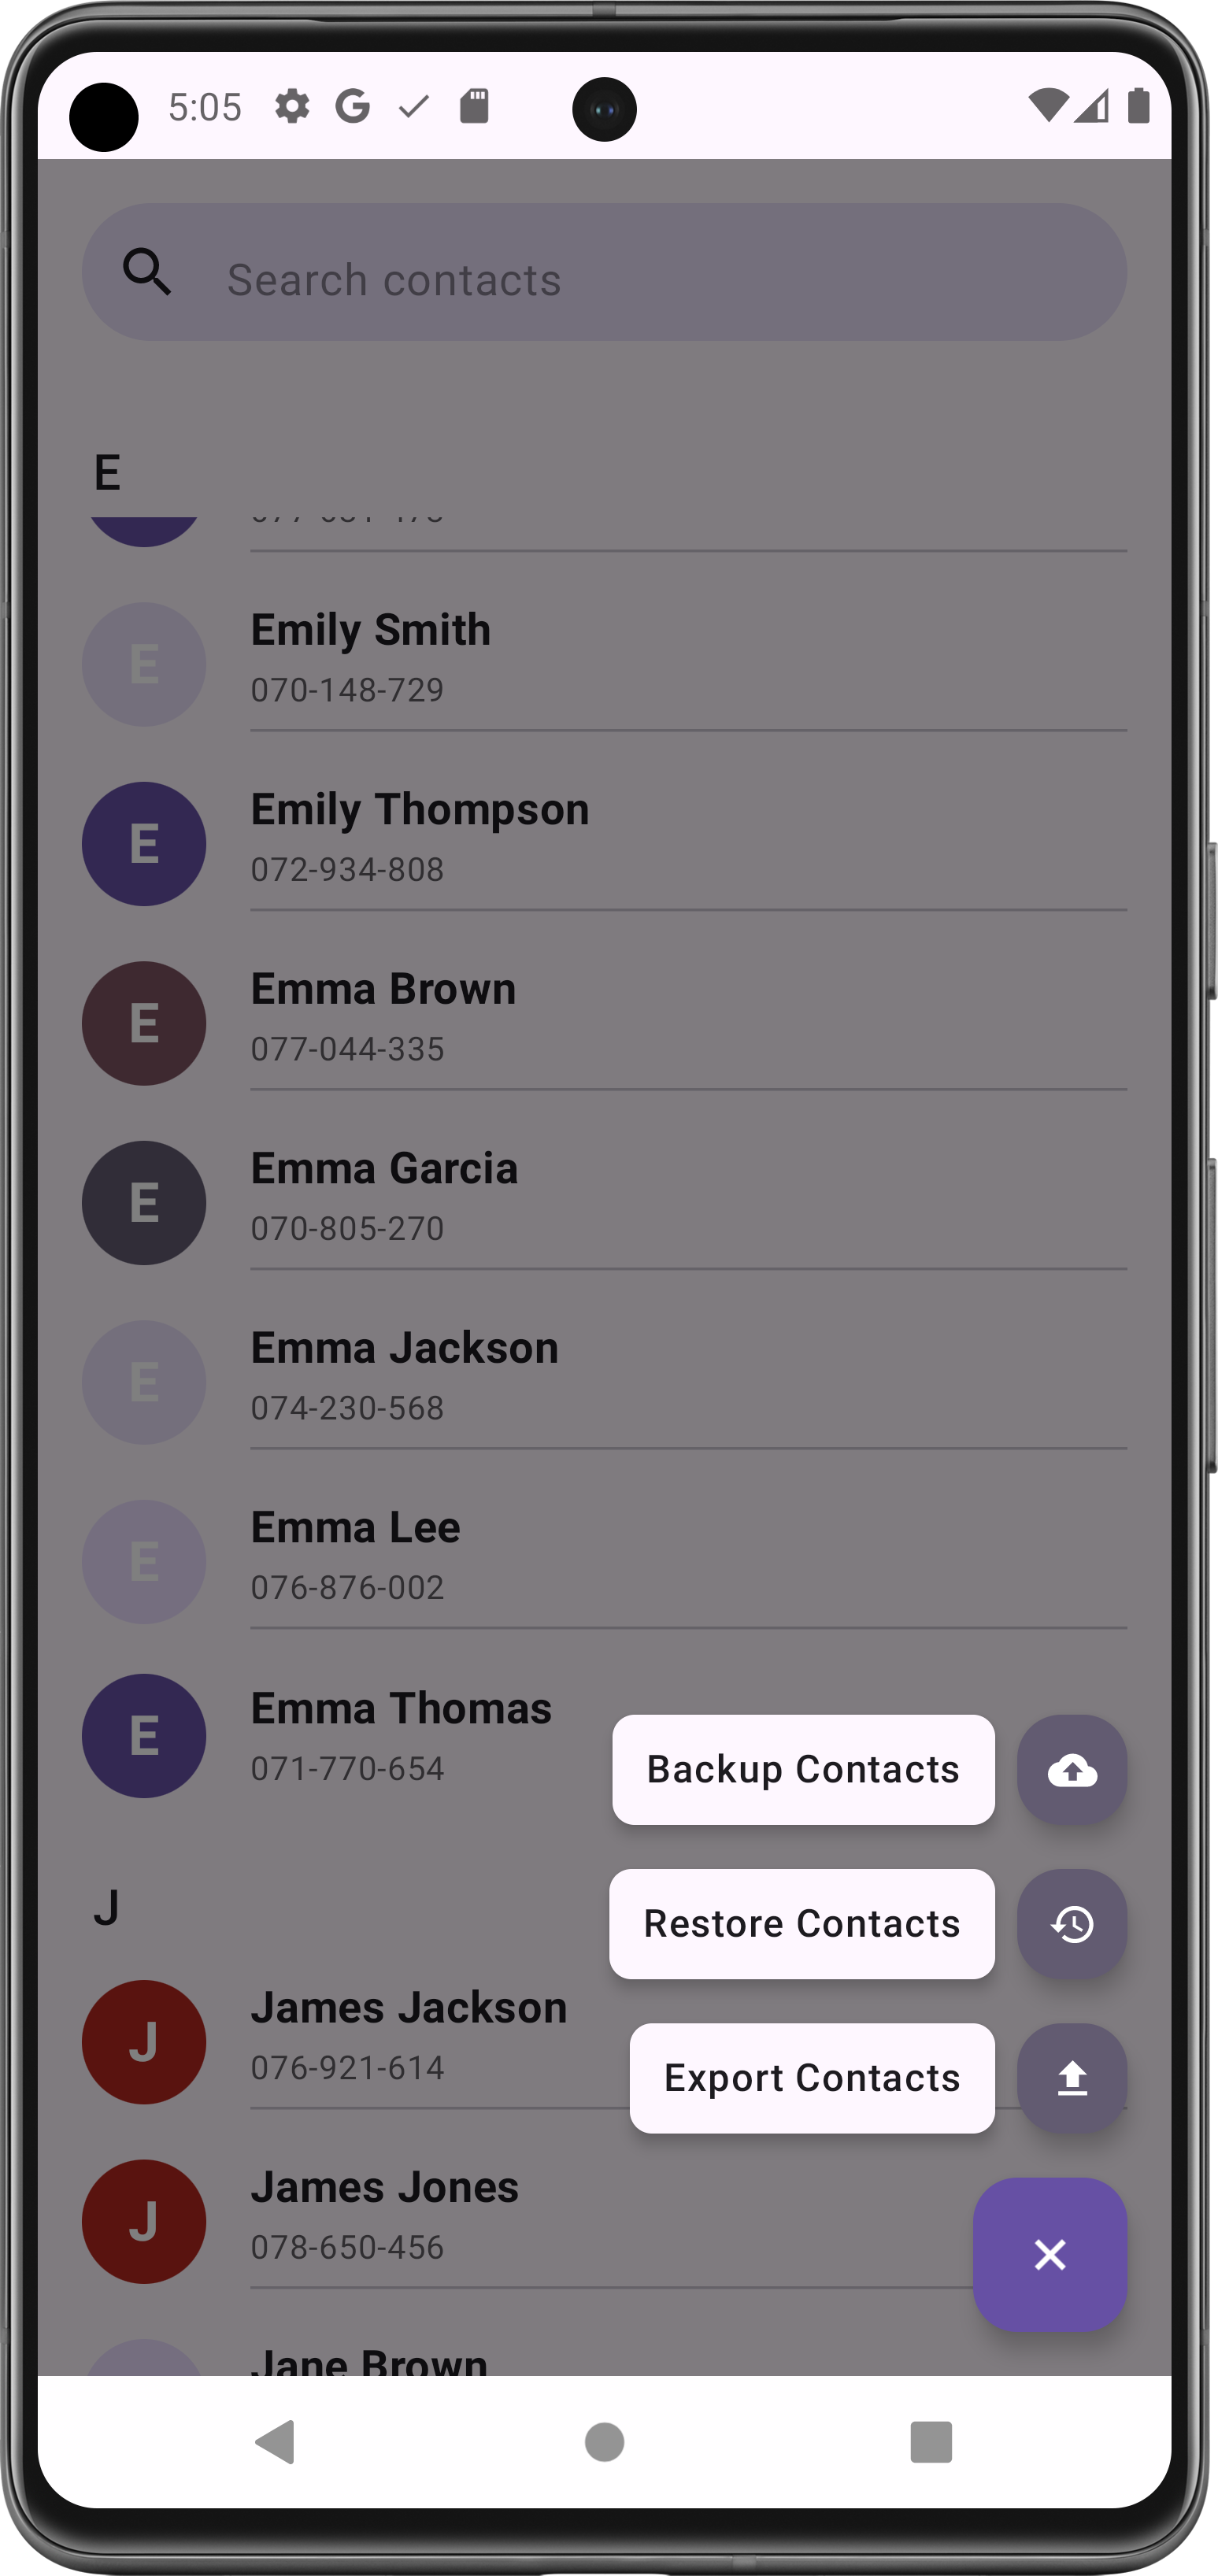 5:05
Search contacts
E
E
Emily Smith
070-148-729
E
Emily Thompson
072-934-808
E
Emma Brown
077-044-335
E
Emma Garcia
070-805-270
E
Emma Jackson
074-230-568
E
Emma Lee
076-876-002
E
Emma Thomas
071-770-654
Backup Contacts
J
Restore Contacts
J
James Jackson
076-921-614
Export Contacts
J
James Jones
078-650-456
Jane Brown